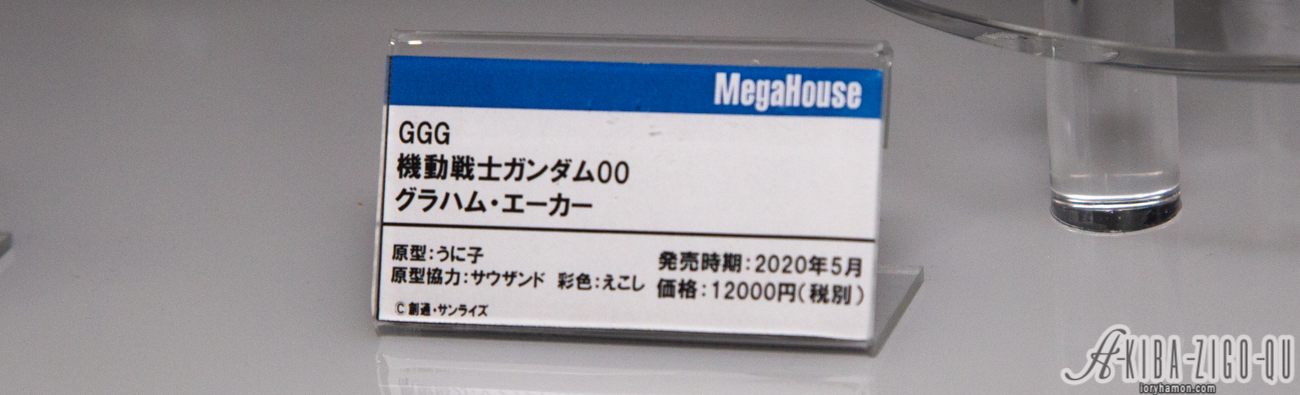 MegaHouse
GGG
機動戦士ガンダム00
グラハム・エーカー
原型:うに子
原型協力:サウザンド 彩色:えこし
発売時期:2020年5月
価格:12000円(税別)
©創通・サンライズ
A-KIBA-ZIGO-QU
loryhamon.com